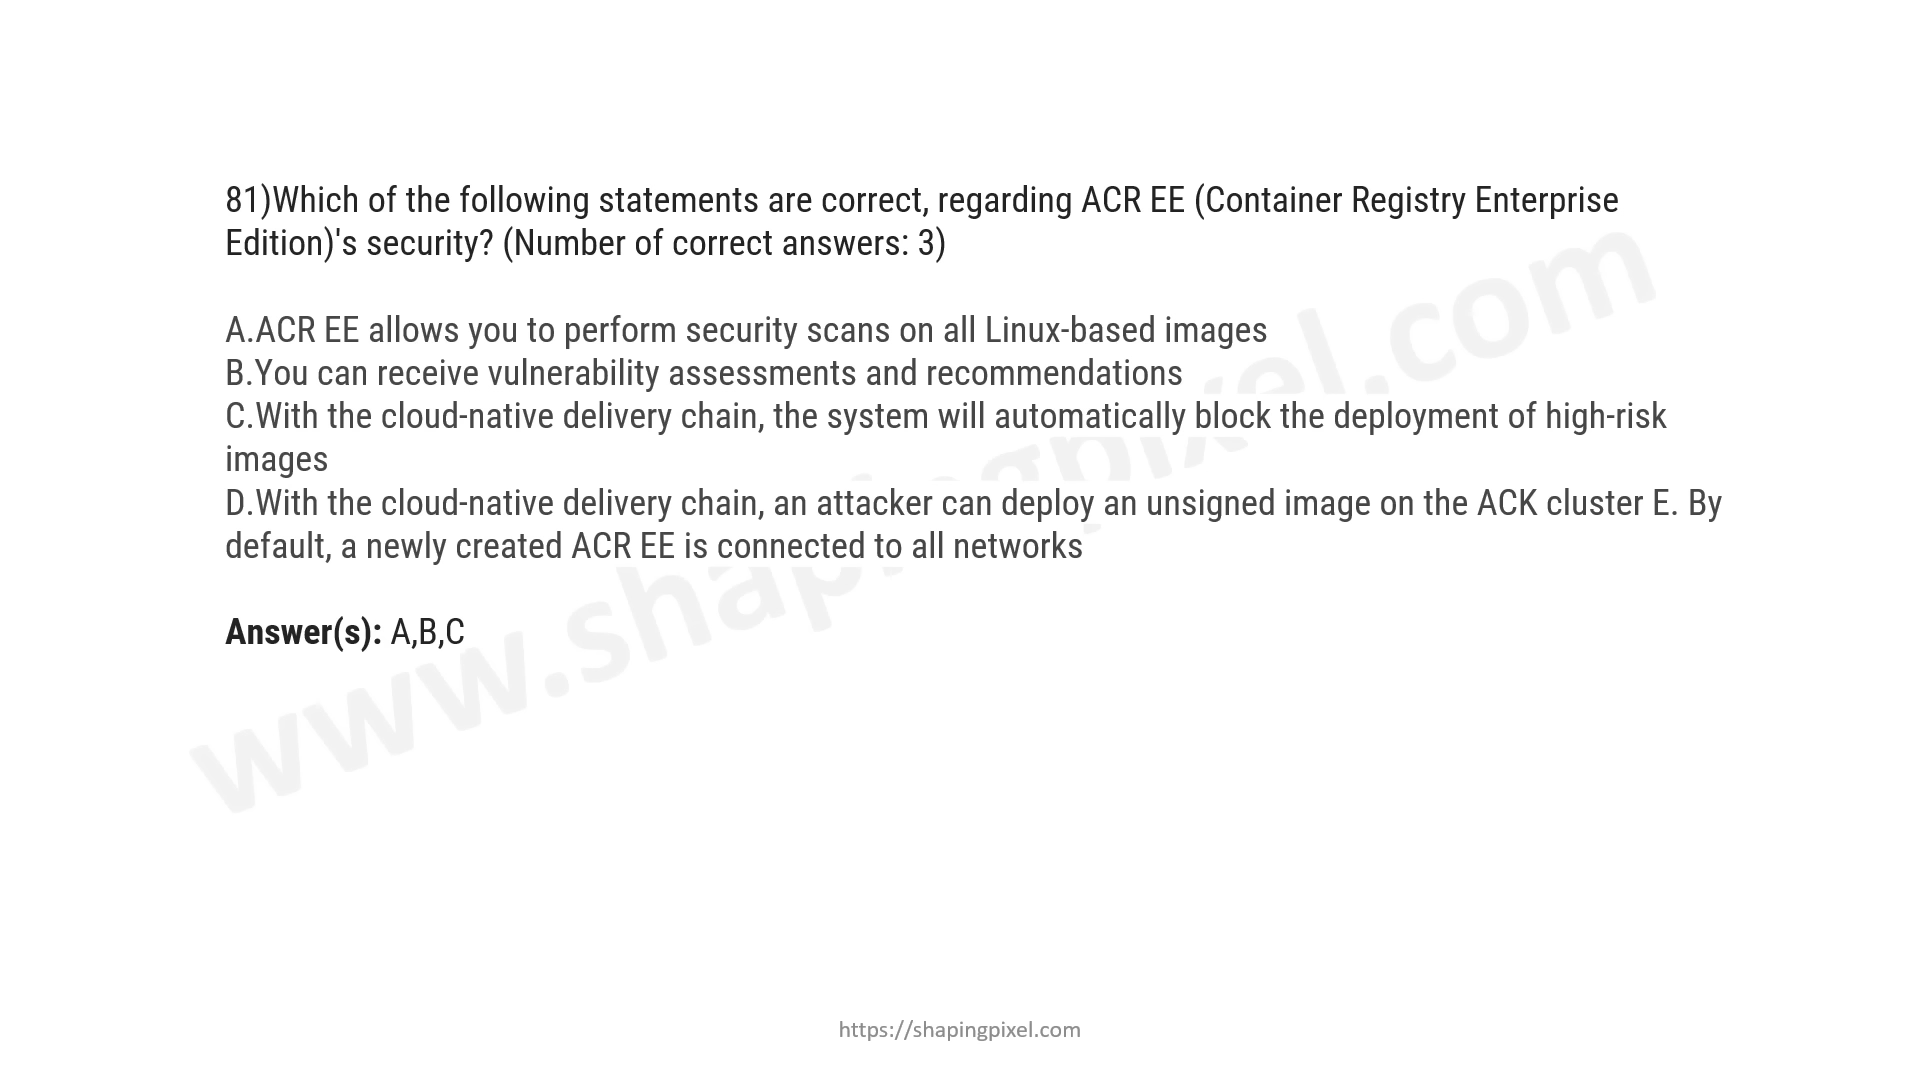 81)Which of the following statements are correct, regarding ACR EE (Container Registry Enterprise
Edition)'s security? (Number of correct answers: 3)
A.ACR EE allows you to perform security scans on all Linux-based images
B.You can receive vulnerability assessments and recommendations
C.With the cloud-native delivery chain, the system will automatically block the deployment of high-risk
images
D.With the cloud-native delivery chain, an attacker can deploy an unsigned image on the ACK cluster E. By
default, a newly created ACR EE is connected to all networks
Answer(s): A,B,C
www.shapingpixel.com
https://shapingpixel.com